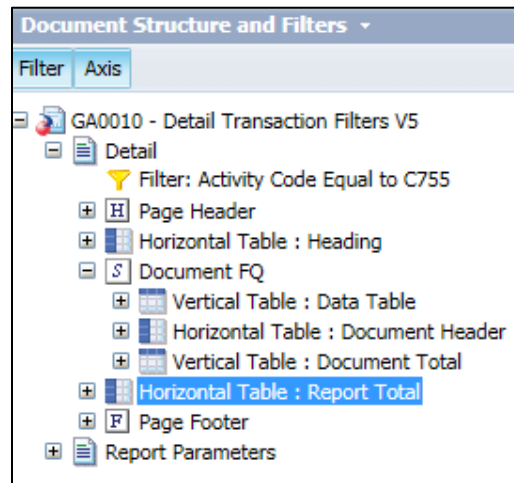 Document Structure and Filters
Filter Axis
GA0010 - Detail Transaction Filters V5
Detail
Filter: Activity Code Equal to C755
H Page Header
Horizontal Table : Heading
S Document FQ
Vertical Table : Data Table
Horizontal Table : Document Header
Vertical Table : Document Total
Horizontal Table : Report Total
F Page Footer
Report Parameters